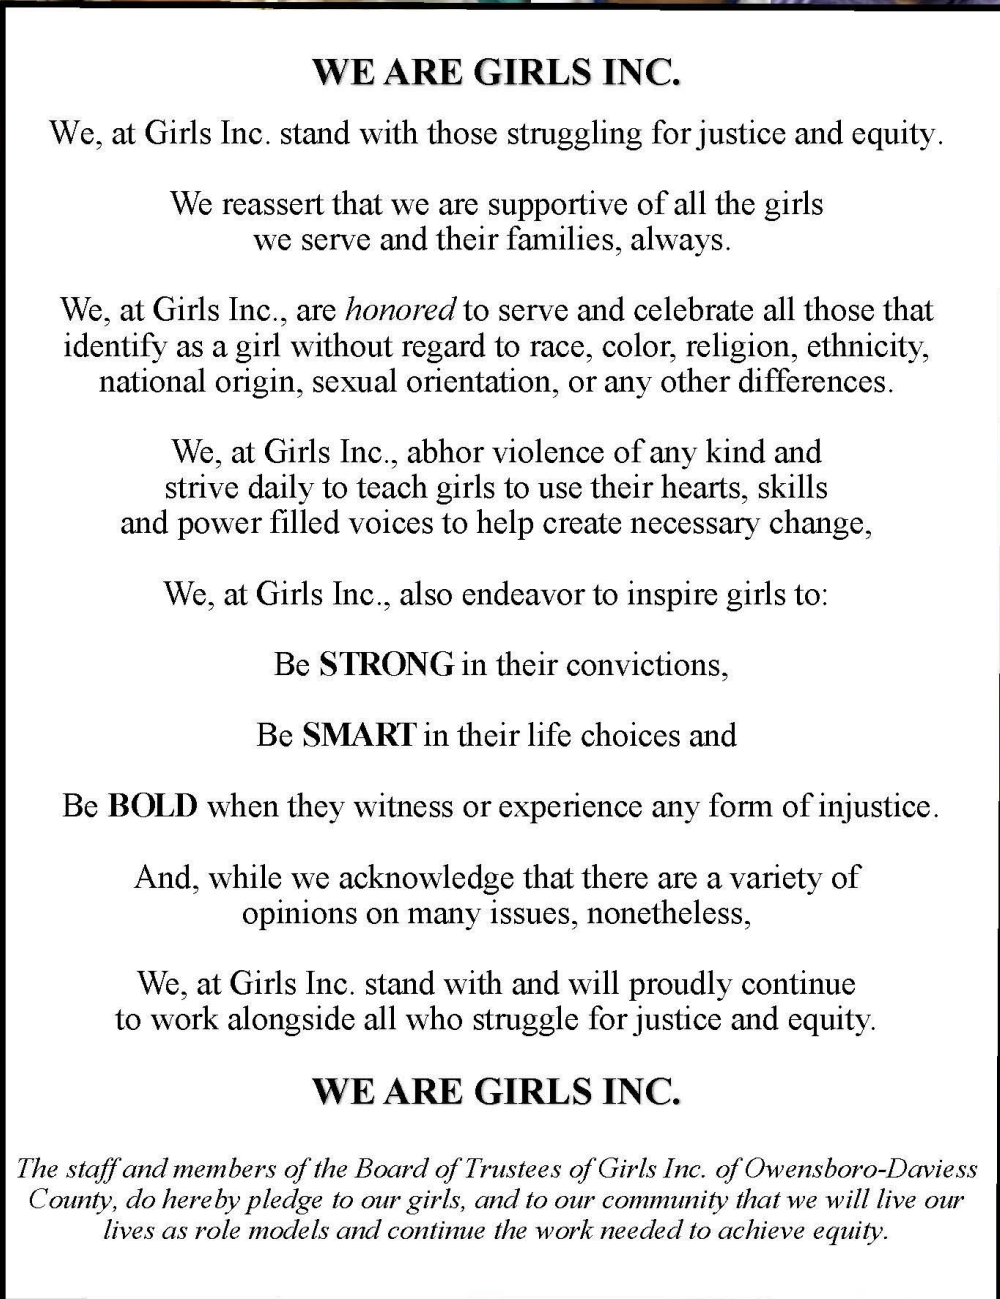 WE ARE GIRLS INC.
We, at Girls Inc. stand with those struggling for justice and equity.
We reassert that we are supportive of all the girls
we serve and their families, always.
We, at Girls Inc., are honored to serve and celebrate all those that
identify as a girl without regard to race, color, religion, ethnicity,
national origin, sexual orientation, or any other differences.
We, at Girls Inc., abhor violence of any kind and
strive daily to teach girls to use their hearts, skills
and power filled voices to help create necessary change,
We, at Girls Inc., also endeavor to inspire girls to:
Be STRONG in their convictions,
Be SMART in their life choices and
Be BOLD when they witness or experience any form of injustice.
And, while we acknowledge that there are a variety of
opinions on many issues, nonetheless,
We, at Girls Inc. stand with and will proudly continue
to work alongside all who struggle for justice and equity.
WE ARE GIRLS INC.
The staff and members of the Board of Trustees of Girls Inc. of Owensboro-Daviess
County, do hereby pledge to our girls, and to our community that we will live our
lives as role models and continue the work needed to achieve equity.